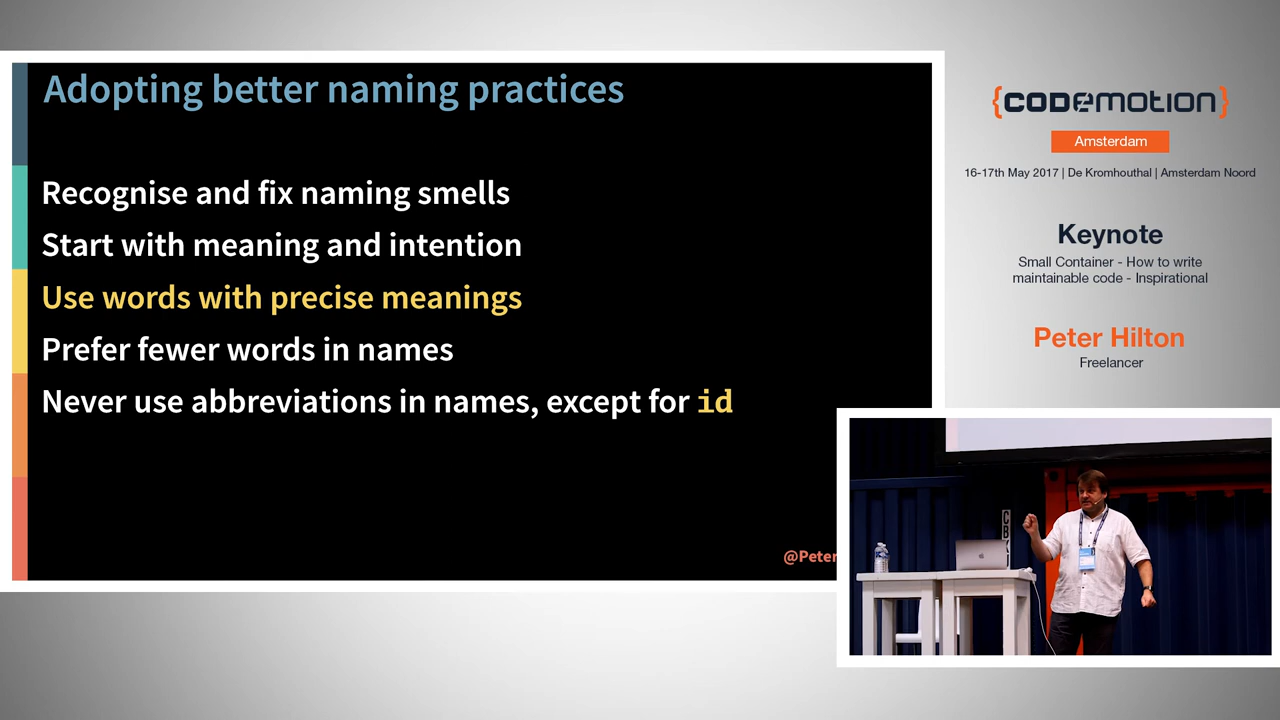 Adopting better naming practices
Recognise and fix naming smells
Start with meaning and intention
Use words with precise meanings
Prefer fewer words in names
Never use abbreviations in names, except for id
@Peter
{CODEMOTION}
Amsterdam
16-17th May 2017 | De Kromhouthal | Amsterdam Noord
Keynote
Small Container - How to write
maintainable code - Inspirational
Peter Hilton
Freelancer